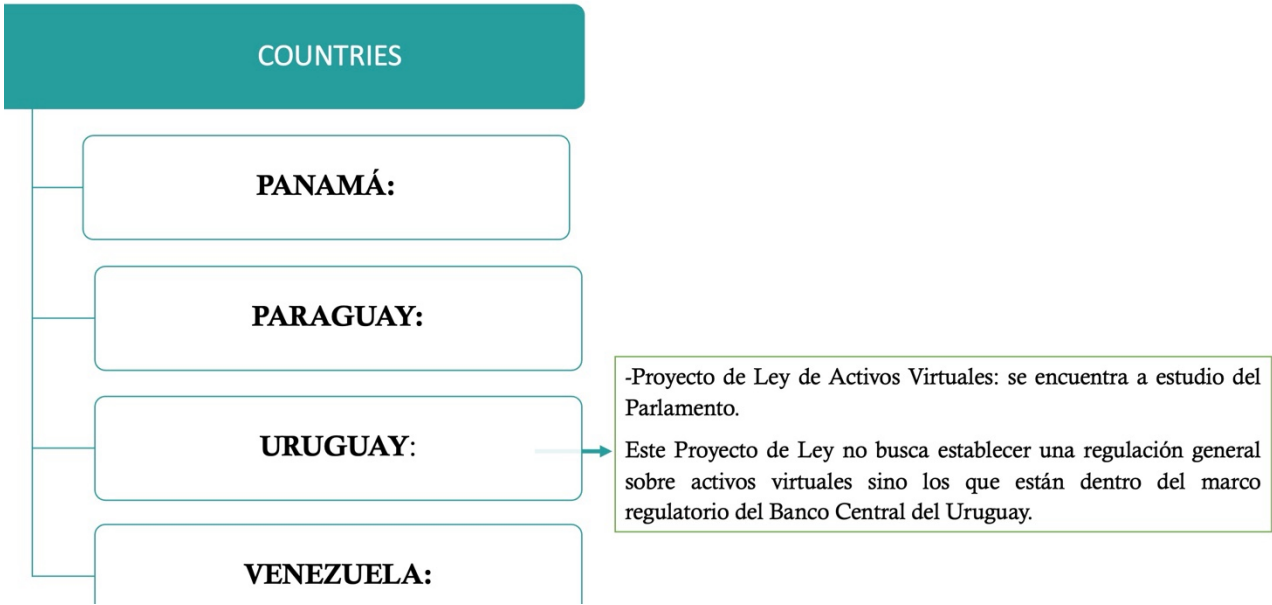 COUNTRIES
PANAMÁ:
PARAGUAY:
URUGUAY:
-Proyecto de Ley de Activos Virtuales: se encuentra a estudio del
Parlamento.
Este Proyecto de Ley no busca establecer una regulación general
sobre activos virtuales sino los que están dentro del marco
regulatorio del Banco Central del Uruguay.
VENEZUELA: